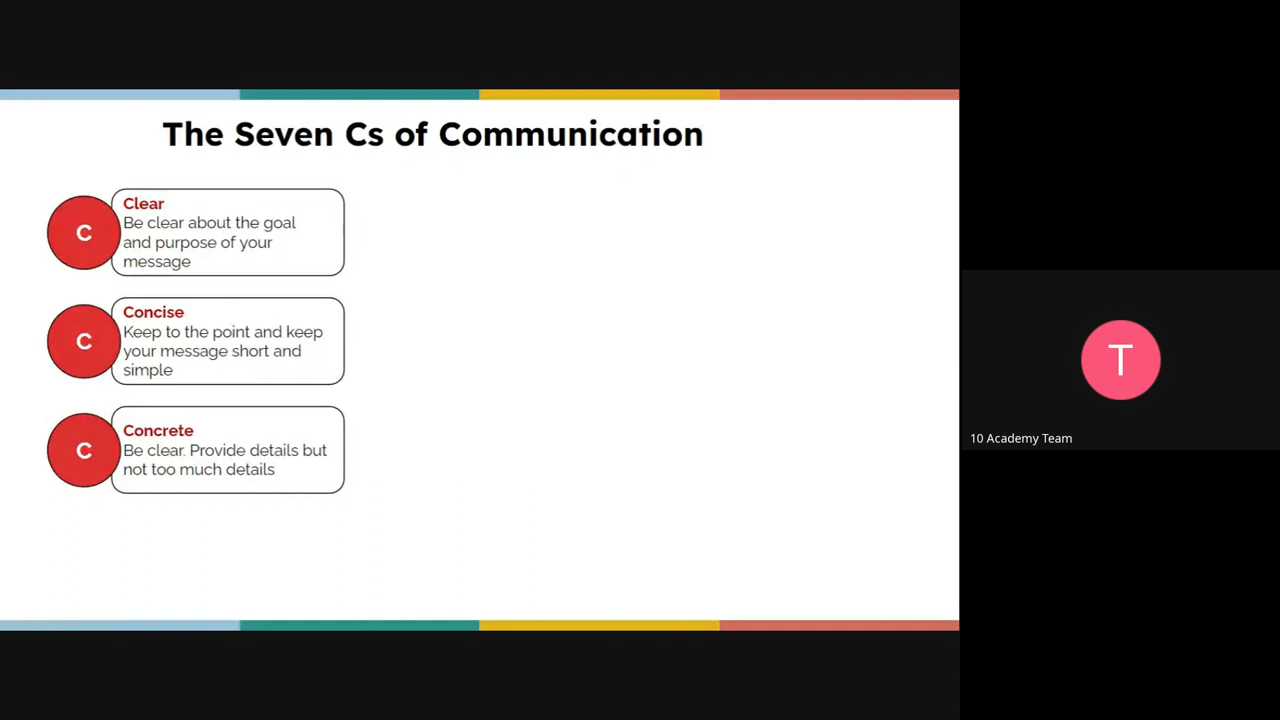 The Seven Cs of Communication
C
Clear
Be clear about the goal
and purpose of your
message
C
Concise
Keep to the point and keep
your message short and
simple
C
Concrete
Be clear. Provide details but
not too much details
T
10 Academy Team